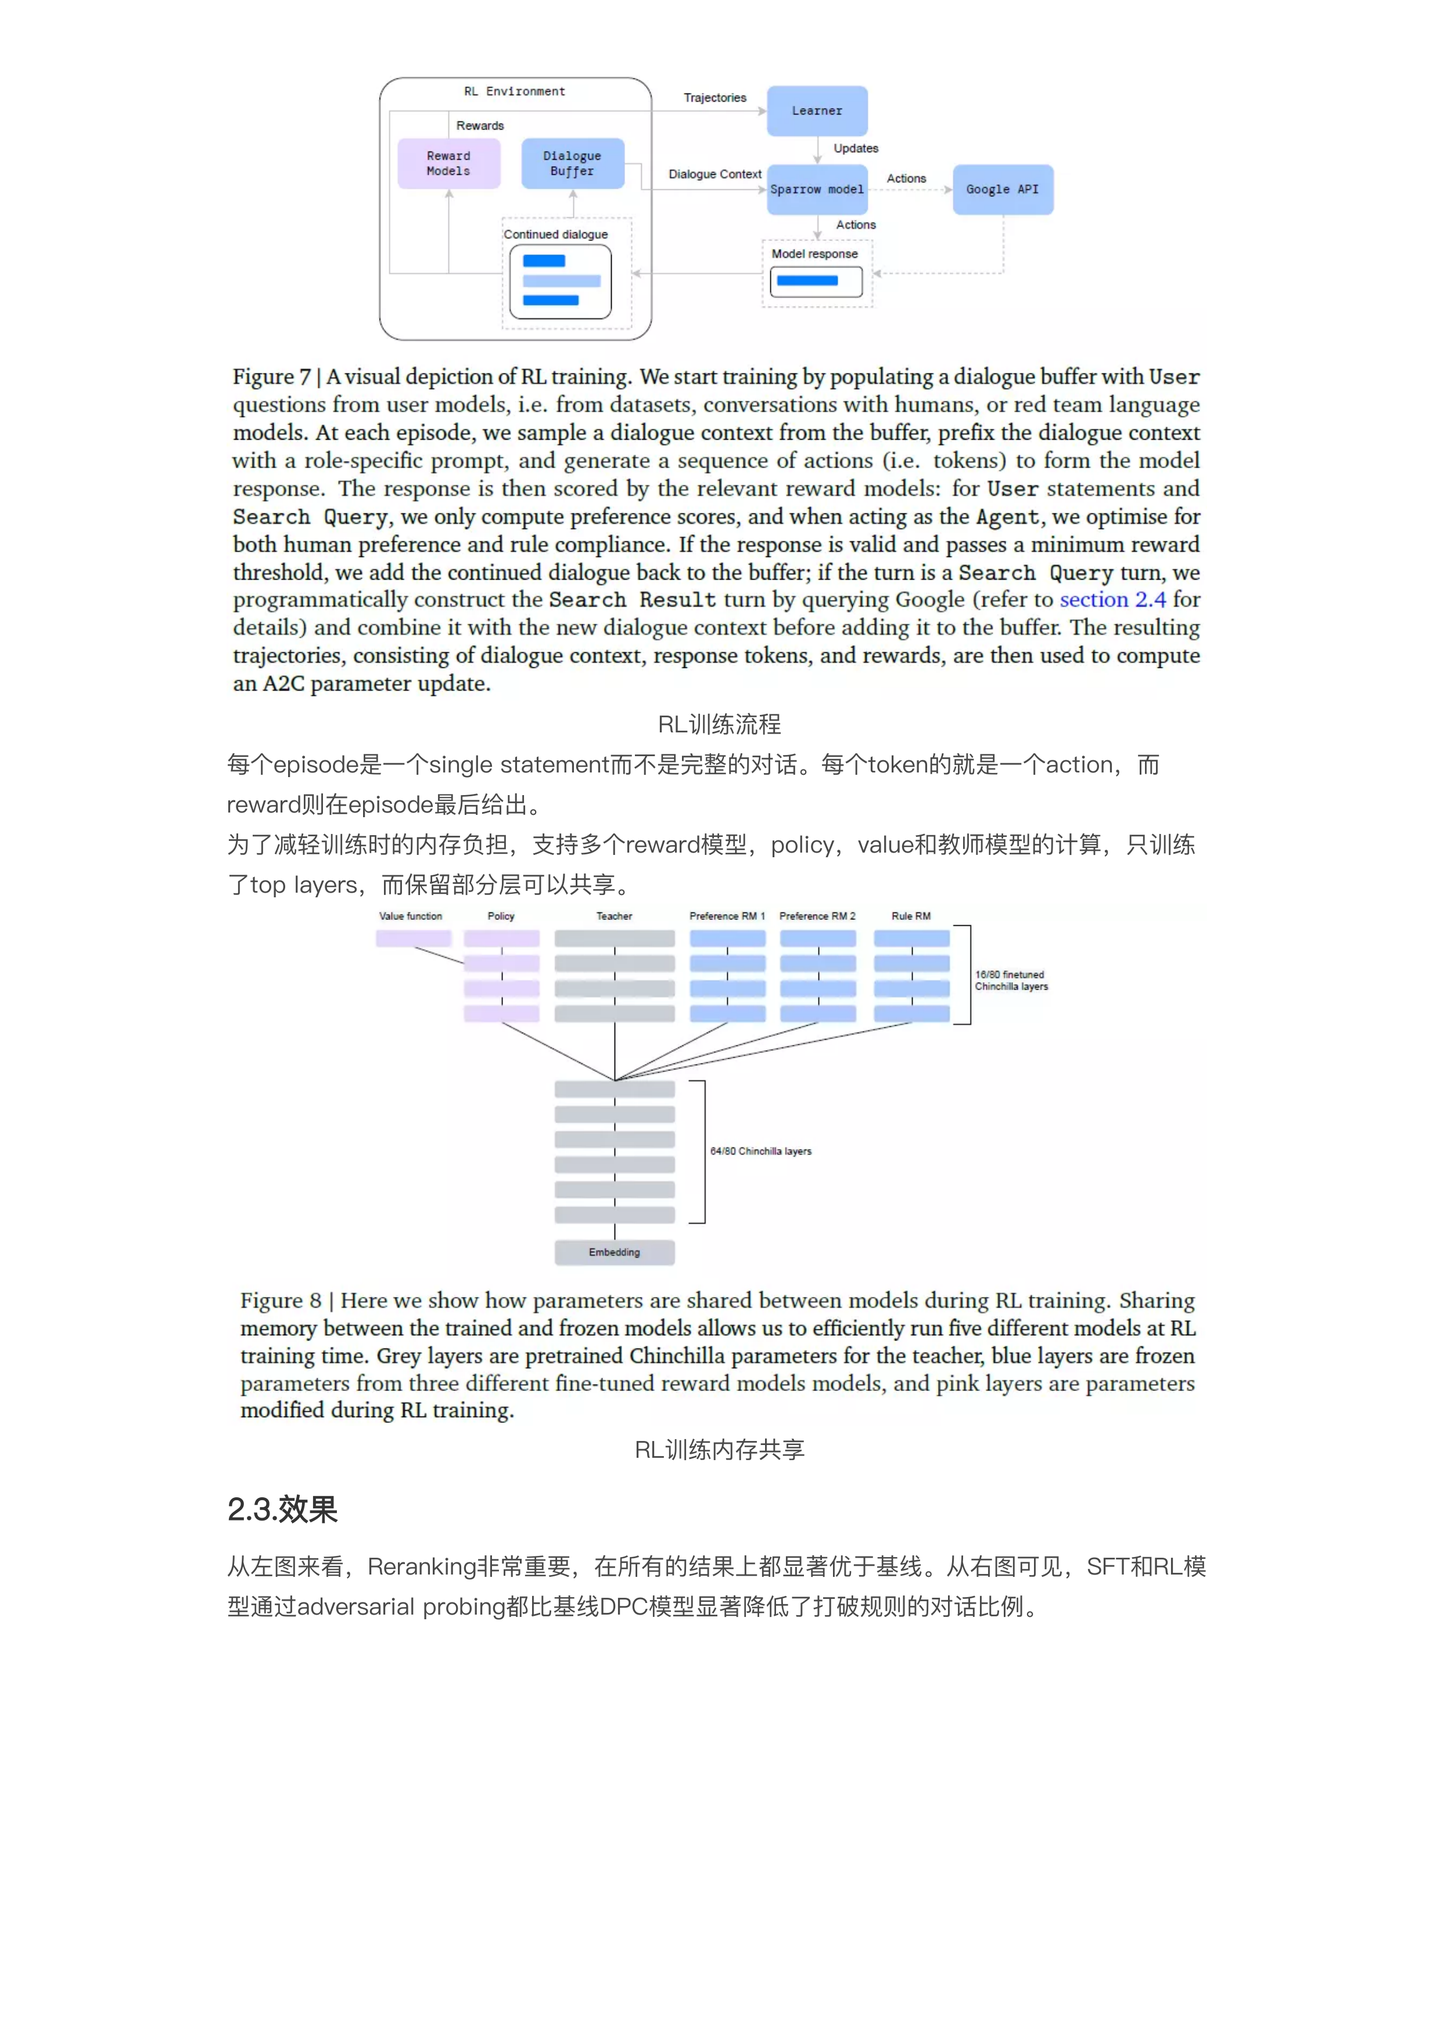 RL Environment
Trajectories
Learner
Rewards
Reward
Models
Dialogue
Buffer
Updates
Dialogue Context
Sparrow model
Actions
Google API
Actions
Continued dialogue
Model response
Figure 7 | A visual depiction of RL training. We start training by populating a dialogue buffer with User
questions from user models, i.e. from datasets, conversations with humans, or red team language
models. At each episode, we sample a dialogue context from the buffer, prefix the dialogue context
with a role-specific prompt, and generate a sequence of actions (i.e. tokens) to form the model
response. The response is then scored by the relevant reward models: for User statements and
Search Query, we only compute preference scores, and when acting as the Agent, we optimise for
both human preference and rule compliance. If the response is valid and passes a minimum reward
threshold, we add the continued dialogue back to the buffer; if the turn is a Search Query turn, we
programmatically construct the Search Result turn by querying Google (refer to section 2.4 for
details) and combine it with the new dialogue context before adding it to the buffer. The resulting
trajectories, consisting of dialogue context, response tokens, and rewards, are then used to compute
an A2C parameter update.
RL训练流程
每个episode是一个single statement而不是完整的对话。每个token的就是一个action，而
reward则在episode最后给出。
为了减轻训练时的内存负担，支持多个reward模型，policy，value和教师模型的计算，只训练
了top layers，而保留部分层可以共享。
Value function
Policy
Teacher
Preference RM 1
Preference RM 2
Rule RM
16/80 finetuned
Chinchilla layers
64/80 Chinchilla layers
Embedding
Figure 8 | Here we show how parameters are shared between models during RL training. Sharing
memory between the trained and frozen models allows us to efficiently run five different models at RL
training time. Grey layers are pretrained Chinchilla parameters for the teacher, blue layers are frozen
parameters from three different fine-tuned reward models models, and pink layers are parameters
modified during RL training.
RL训练内存共享
2.3.效果
从左图来看，Reranking非常重要，在所有的结果上都显著优于基线。从右图可见，SFT和RL模
型通过adversarial probing都比基线DPC模型显著降低了打破规则的对话比例。